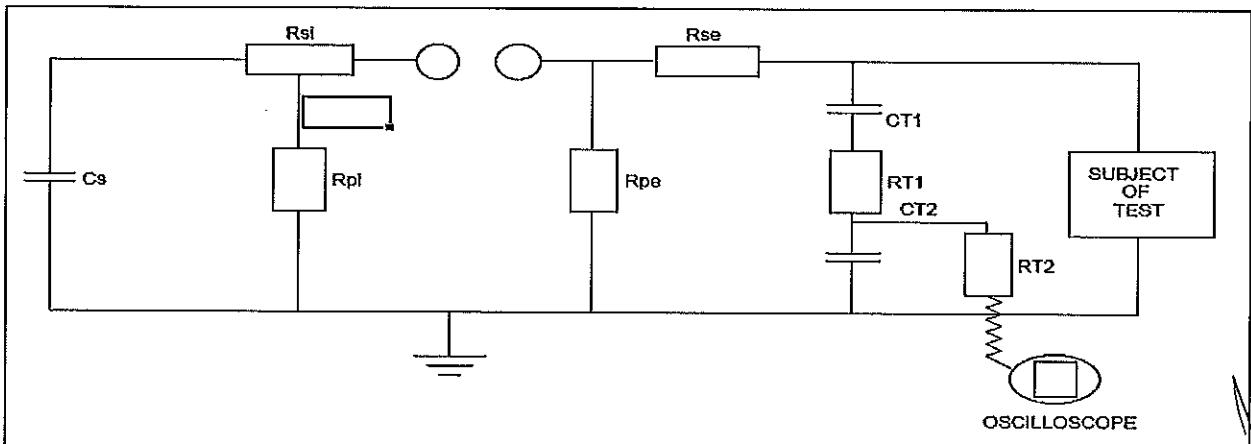 Rsi
Rse
CT1
Cs
Rpi
Rpe
RT1
CT2
RT2
SUBJECT
OF
TEST
OSCILLOSCOPE